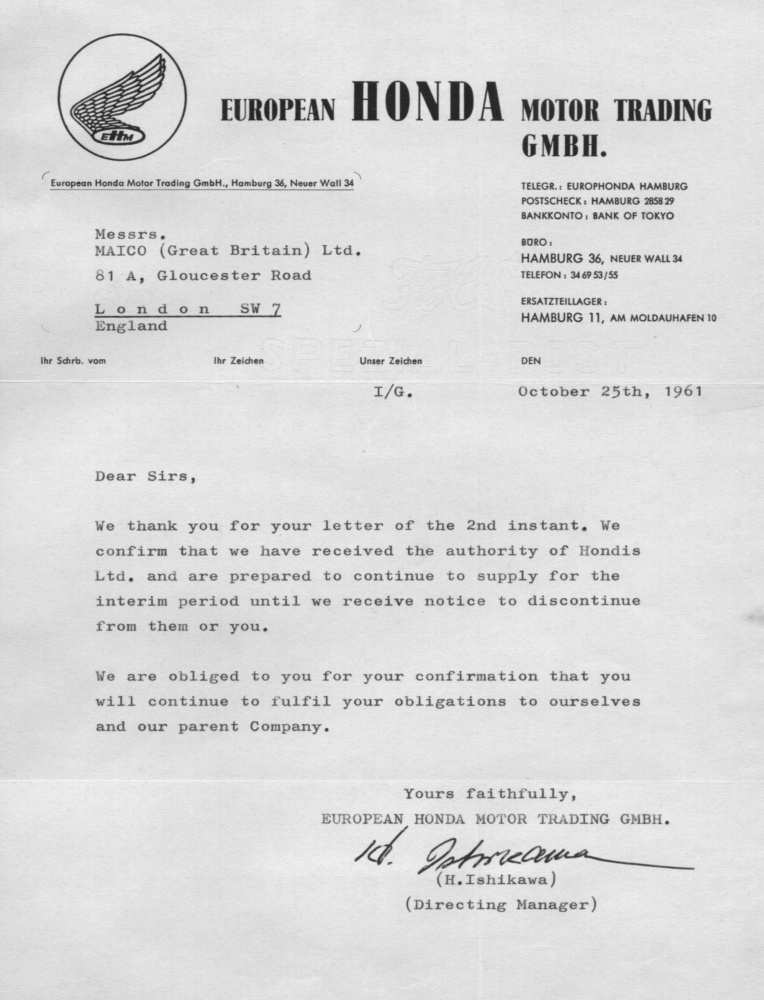 EHM
EUROPEAN HONDA MOTOR TRADING
GMBH.
European Honda Motor Trading GmbH., Hamburg 36, Neuer Wall 34
TELEGR.: EUROPHONDA HAMBURG
POSTSCHECK: HAMBURG 2858 29
BANKKONTO: BANK OF TOKYO
BÜRO:
HAMBURG 36, NEUER WALL 34
TELEFON: 34 69 53/55
ERSATZTEILLAGER:
HAMBURG 11, AM MOLDAUHAFEN 10
Messrs.
MAICO (Great Britain) Ltd.
81 A, Gloucester Road
London SW 7
England
Ihr Schrb. vom Ihr Zeichen Unser Zeichen DEN
I/G. October 25th, 1961
Dear Sirs,
We thank you for your letter of the 2nd instant. We
confirm that we have received the authority of Hondis
Ltd. and are prepared to continue to supply for the
interim period until we receive notice to discontinue
from them or you.
We are obliged to you for your confirmation that you
will continue to fulfil your obligations to ourselves
and our parent Company.
Yours faithfully,
EUROPEAN HONDA MOTOR TRADING GMBH.
H. Ishikawa
(H.Ishikawa)
(Directing Manager)